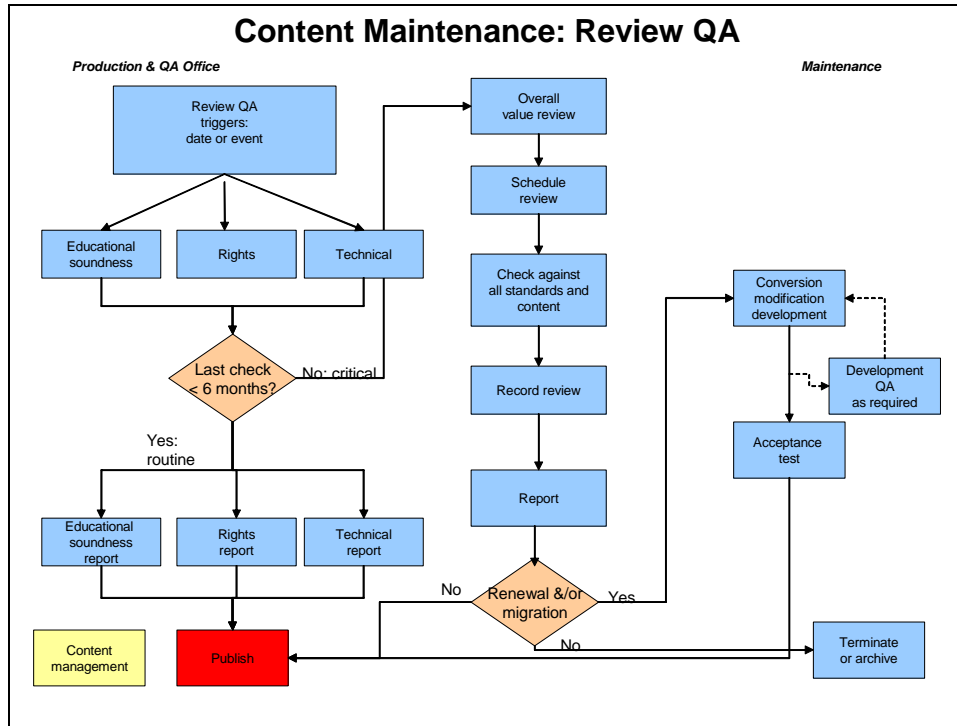 Content Maintenance: Review QA
Production & QA Office
Maintenance
Review QA
triggers:
date or event
Overall
value review
Schedule
review
Educational
soundness
Rights
Technical
Check against
all standards and
content
Conversion
modification
development
Last check
< 6 months?
No: critical
Record review
Development
QA
as required
Yes:
routine
Acceptance
test
Report
Educational
soundness
report
Rights
report
Technical
report
No
Renewal &/or
migration
Yes
No
Content
management
Publish
Terminate
or archive